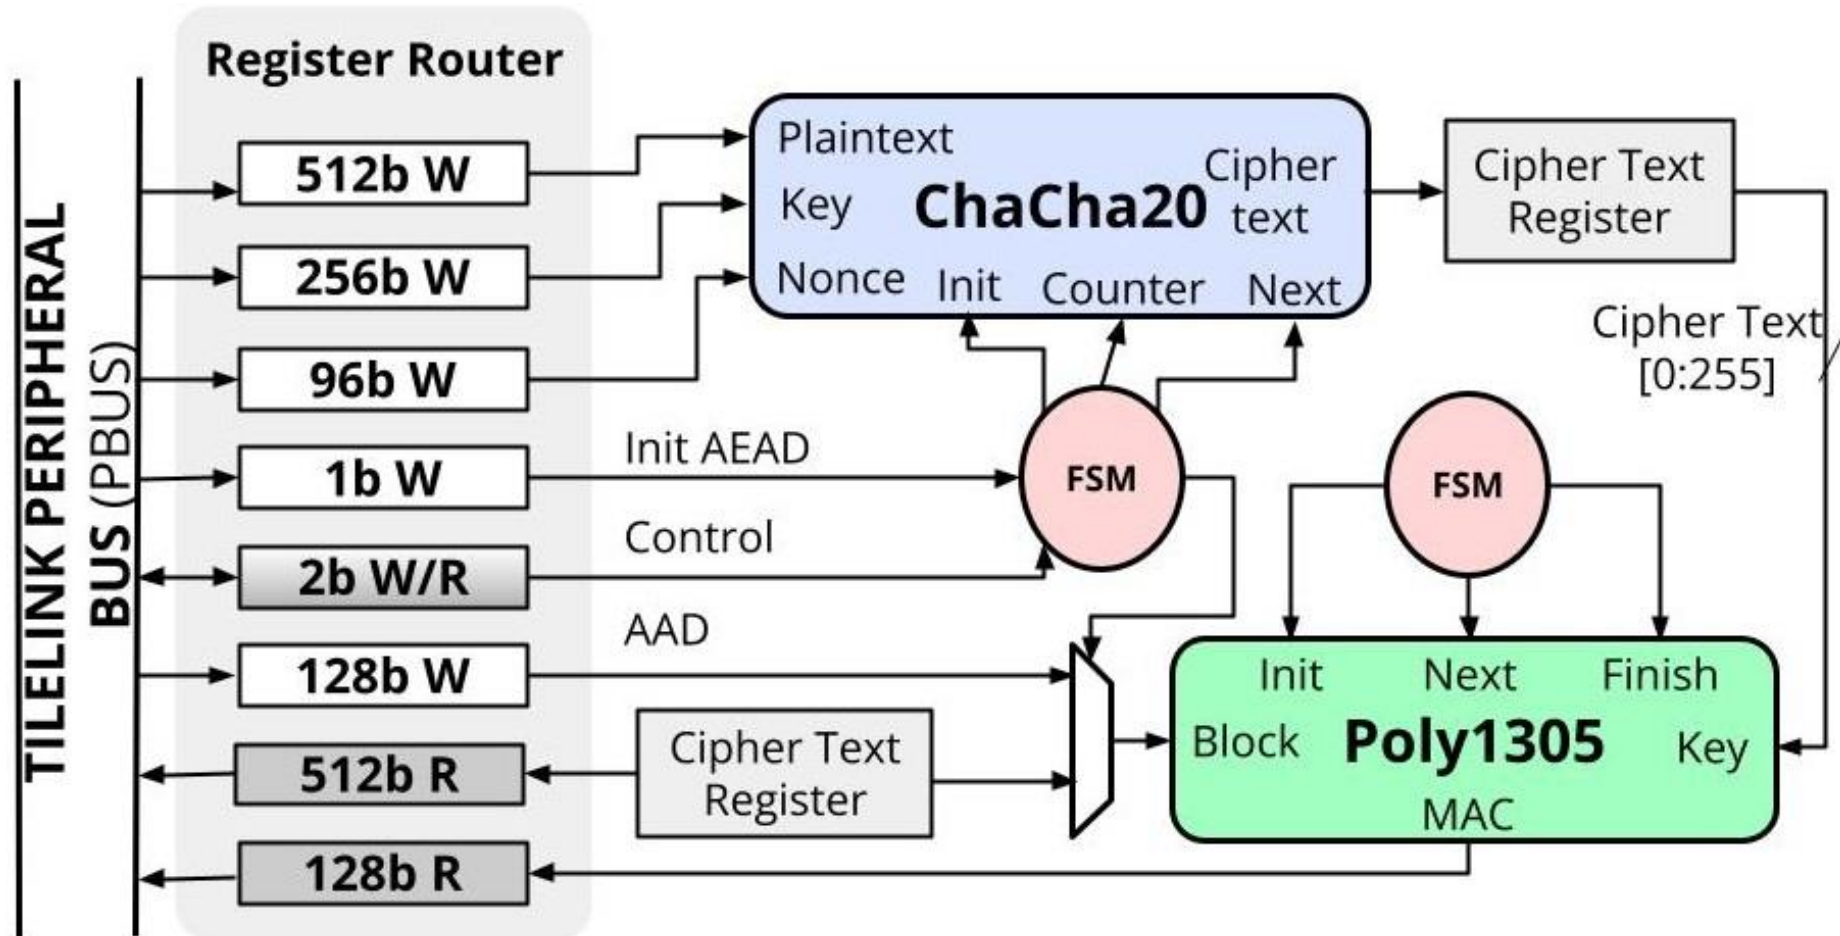 Register Router
TILELINK PERIPHERAL
BUS (PBUS)
512b W
256b W
96b W
1b W
2b W/R
128b W
512b R
128b R
Init AEAD
Control
AAD
Plaintext
Key
Nonce
ChaCha20
Cipher
text
Init
Counter
Next
Cipher Text
Register
Cipher Text
[0:255]
FSM
FSM
Cipher Text
Register
Init
Next
Finish
Block
Poly1305
Key
MAC